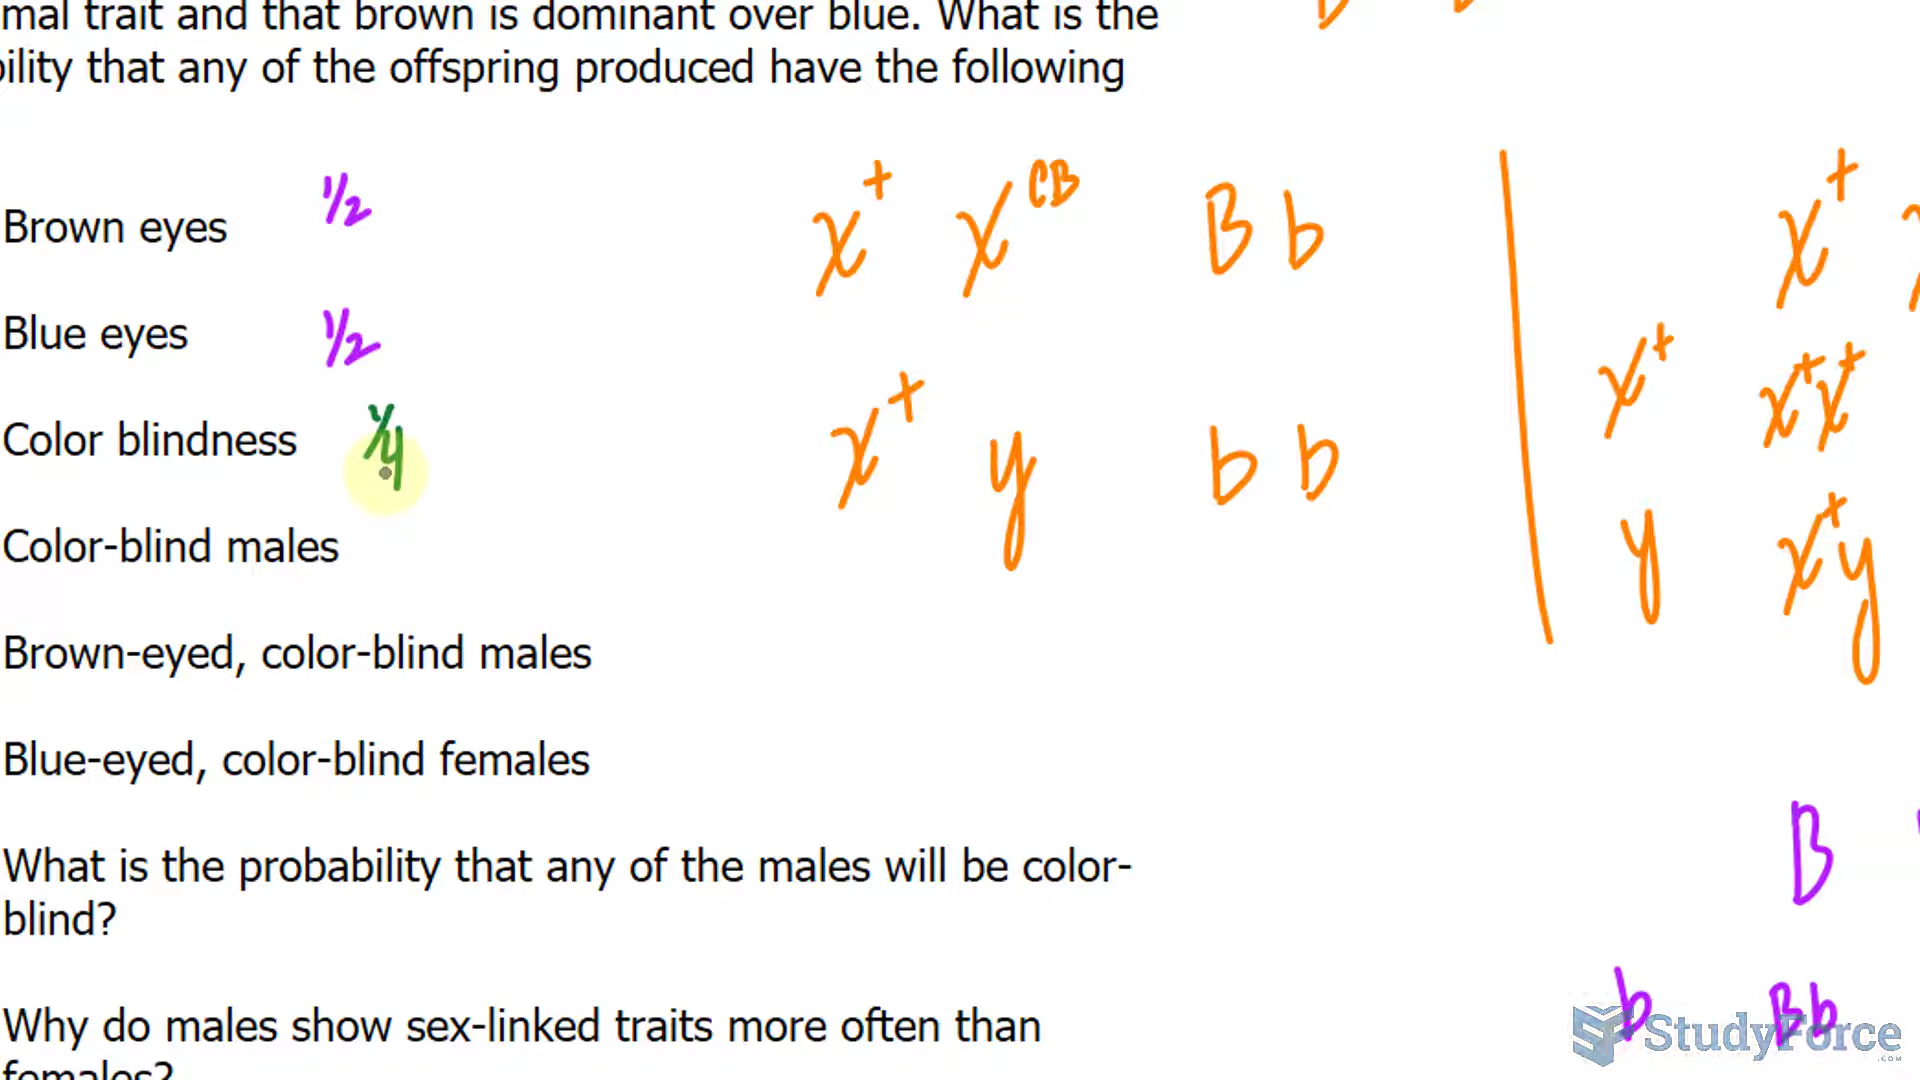 mal trait and that brown is dominant over blue. What is the
bility that any of the offspring produced have the following
Brown eyes 1/2
Blue eyes 1/2
Color blindness 1/4
Color-blind males
Brown-eyed, color-blind males
Blue-eyed, color-blind females
What is the probability that any of the males will be color-
blind?
Why do males show sex-linked traits more often than
females?
X+ XCB Bb
X+ y bb
X+
X+ X+X+
y X+y
B
b Bb
StudyForce
.COM